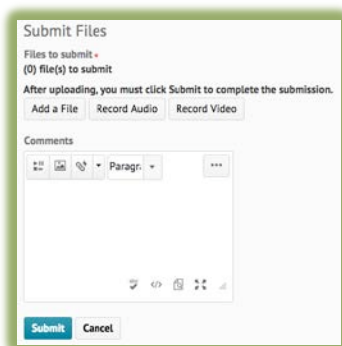 Submit Files
Files to submit *
(0) file(s) to submit
After uploading, you must click Submit to complete the submission.
Add a File Record Audio Record Video
Comments
Paragr.
Submit Cancel